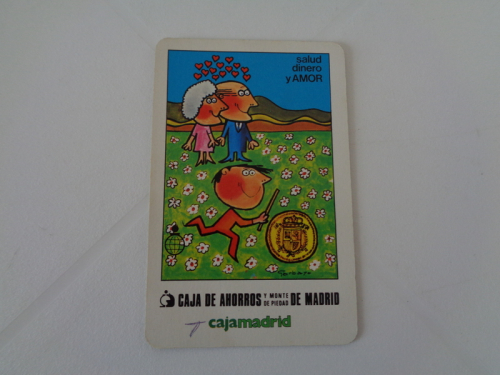 salud
dinero
y AMOR
CAJA DE AHORROS Y MONTE DE PIEDAD DE MADRID
cajamadrid